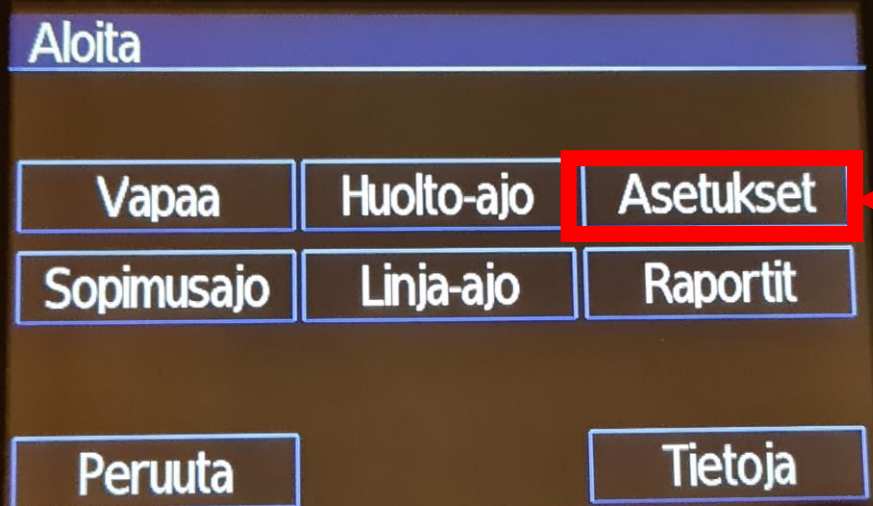 Aloita
Vapaa Huolto-ajo Asetukset
Sopimusajo Linja-ajo Raportit
Peruuta Tietoja